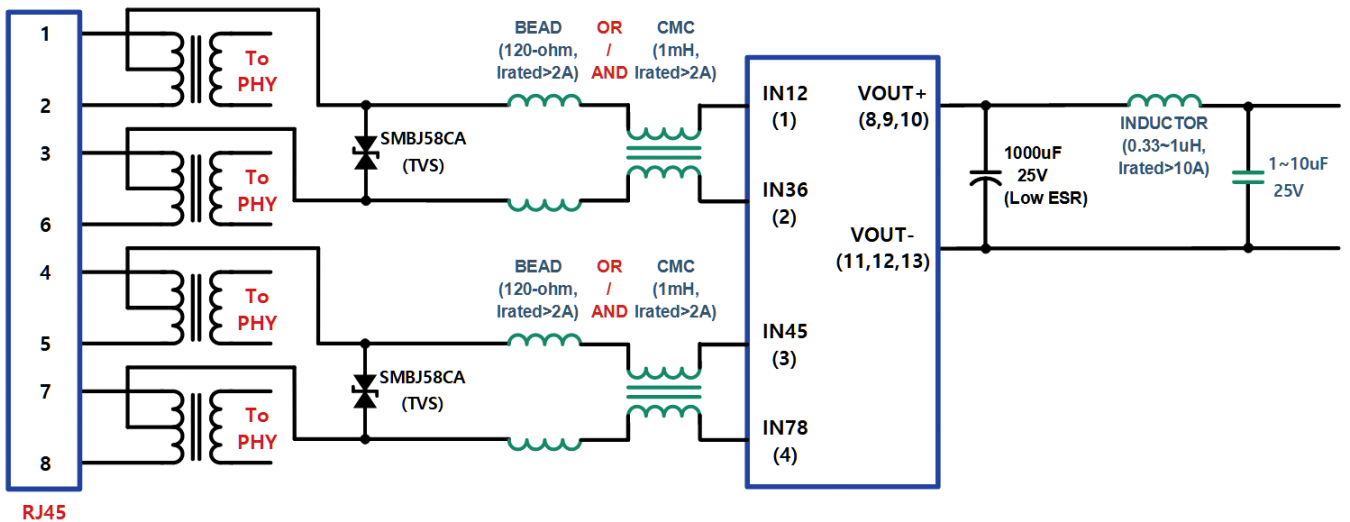 1
2
3
6
4
5
7
8
RJ45
To
PHY
To
PHY
To
PHY
To
PHY
SMBJ58CA
(TVS)
SMBJ58CA
(TVS)
BEAD OR CMC
(120-ohm, / (1mH,
Irated>2A) AND Irated>2A)
BEAD OR CMC
(120-ohm, / (1mH,
Irated>2A) AND Irated>2A)
IN12
(1)
IN36
(2)
IN45
(3)
IN78
(4)
VOUT+
(8,9,10)
VOUT-
(11,12,13)
1000uF
25V
(Low ESR)
INDUCTOR
(0.33~1uH,
Irated>10A)
1~10uF
25V